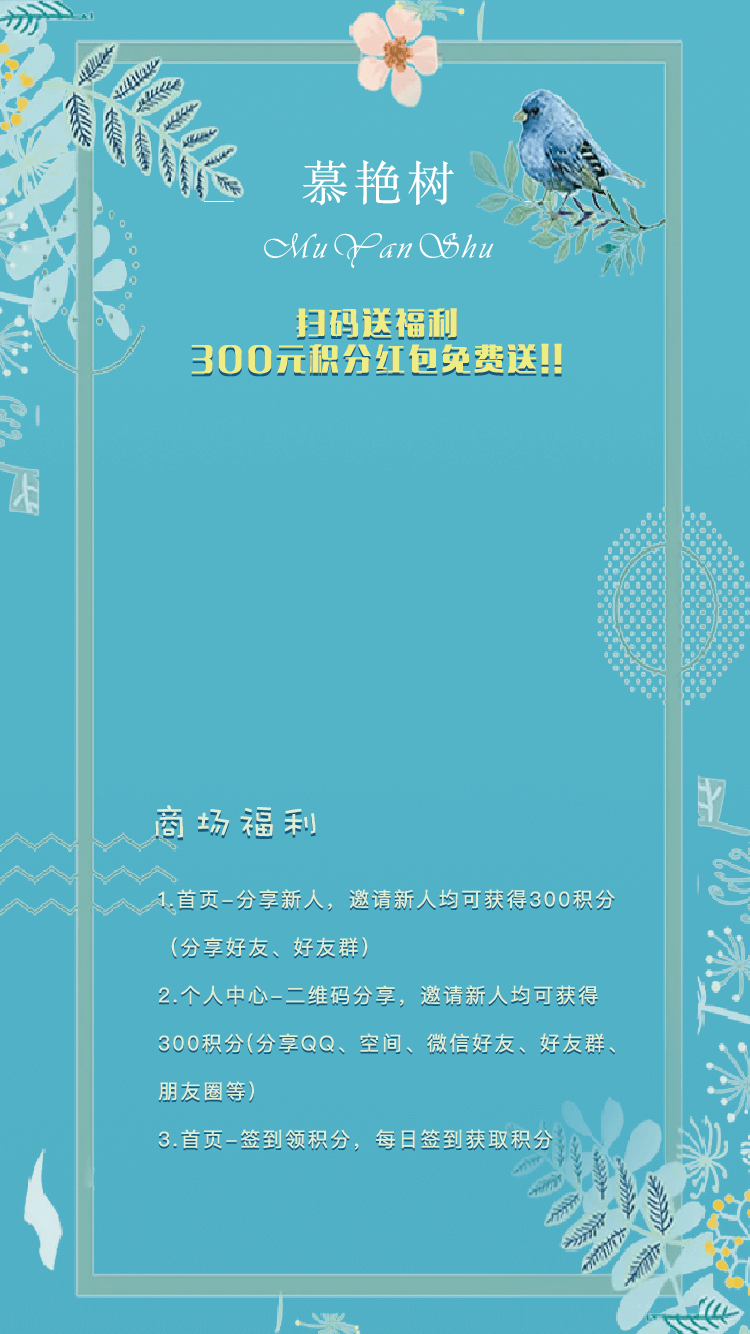 慕艳树
MuYanShu
扫码送福利
300元积分红包免费送!!
商场福利
1.首页-分享新人，邀请新人均可获得300积分
（分享好友、好友群）
2.个人中心-二维码分享，邀请新人均可获得
300积分(分享QQ、空间、微信好友、好友群、
朋友圈等）
3.首页-签到领积分，每日签到获取积分